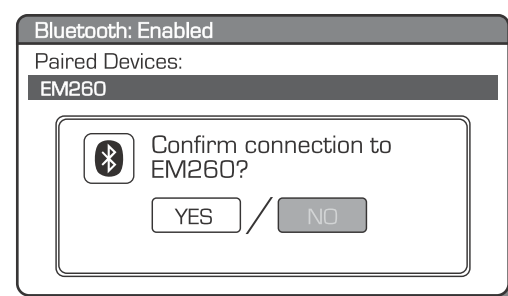 Bluetooth: Enabled
Paired Devices:
EM260
Confirm connection to
EM260?
YES / NO